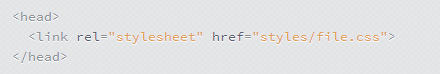 <head>
  <link rel="stylesheet" href="styles/file.css">
</head>